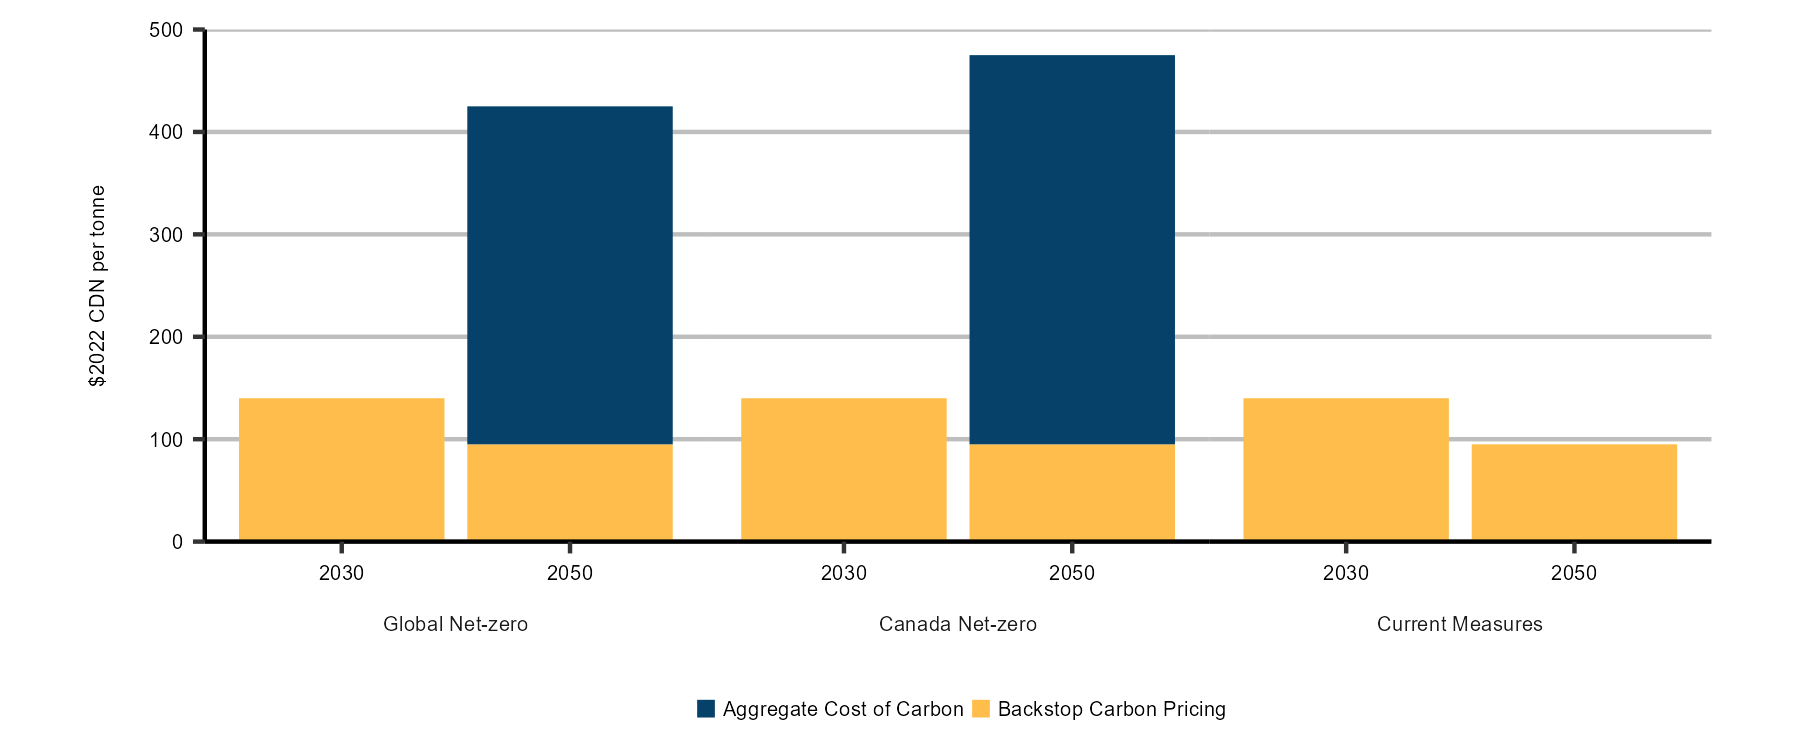 500
400
300
200
100
0
$2022 CDN per tonne
2030 2050 2030 2050 2030 2050
Global Net-zero Canada Net-zero Current Measures
Aggregate Cost of Carbon Backstop Carbon Pricing